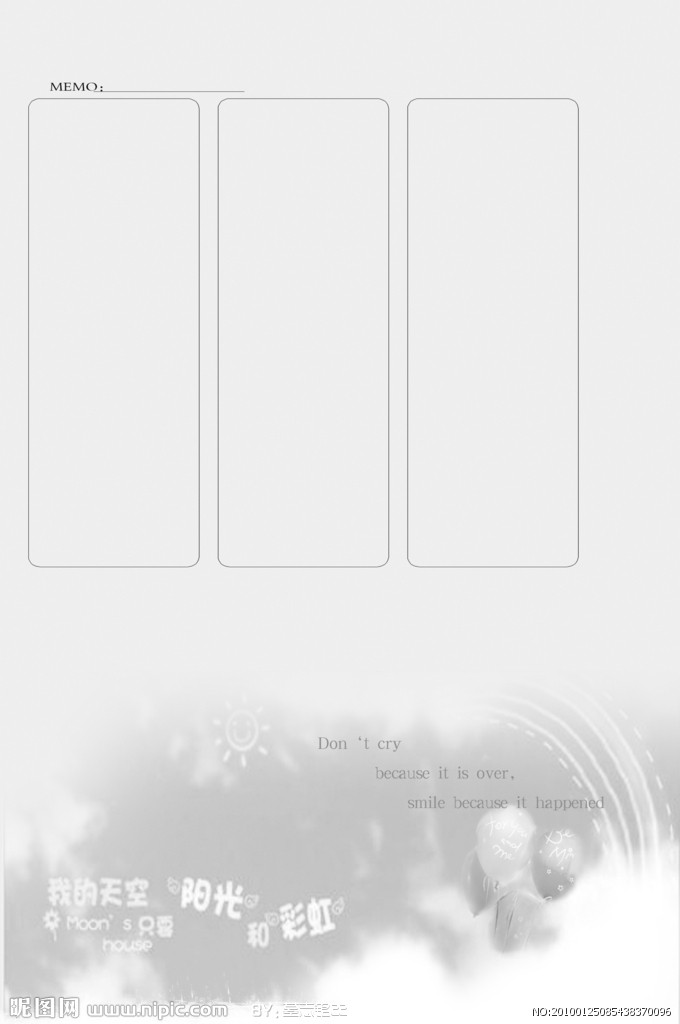 MEMO:
Don‘t cry
because it is over,
smile because it happened
我的天空 阳光
Moon’s 只要
house 和 彩虹
昵图网 www.nipic.com BY:
NO:20100125085438370096